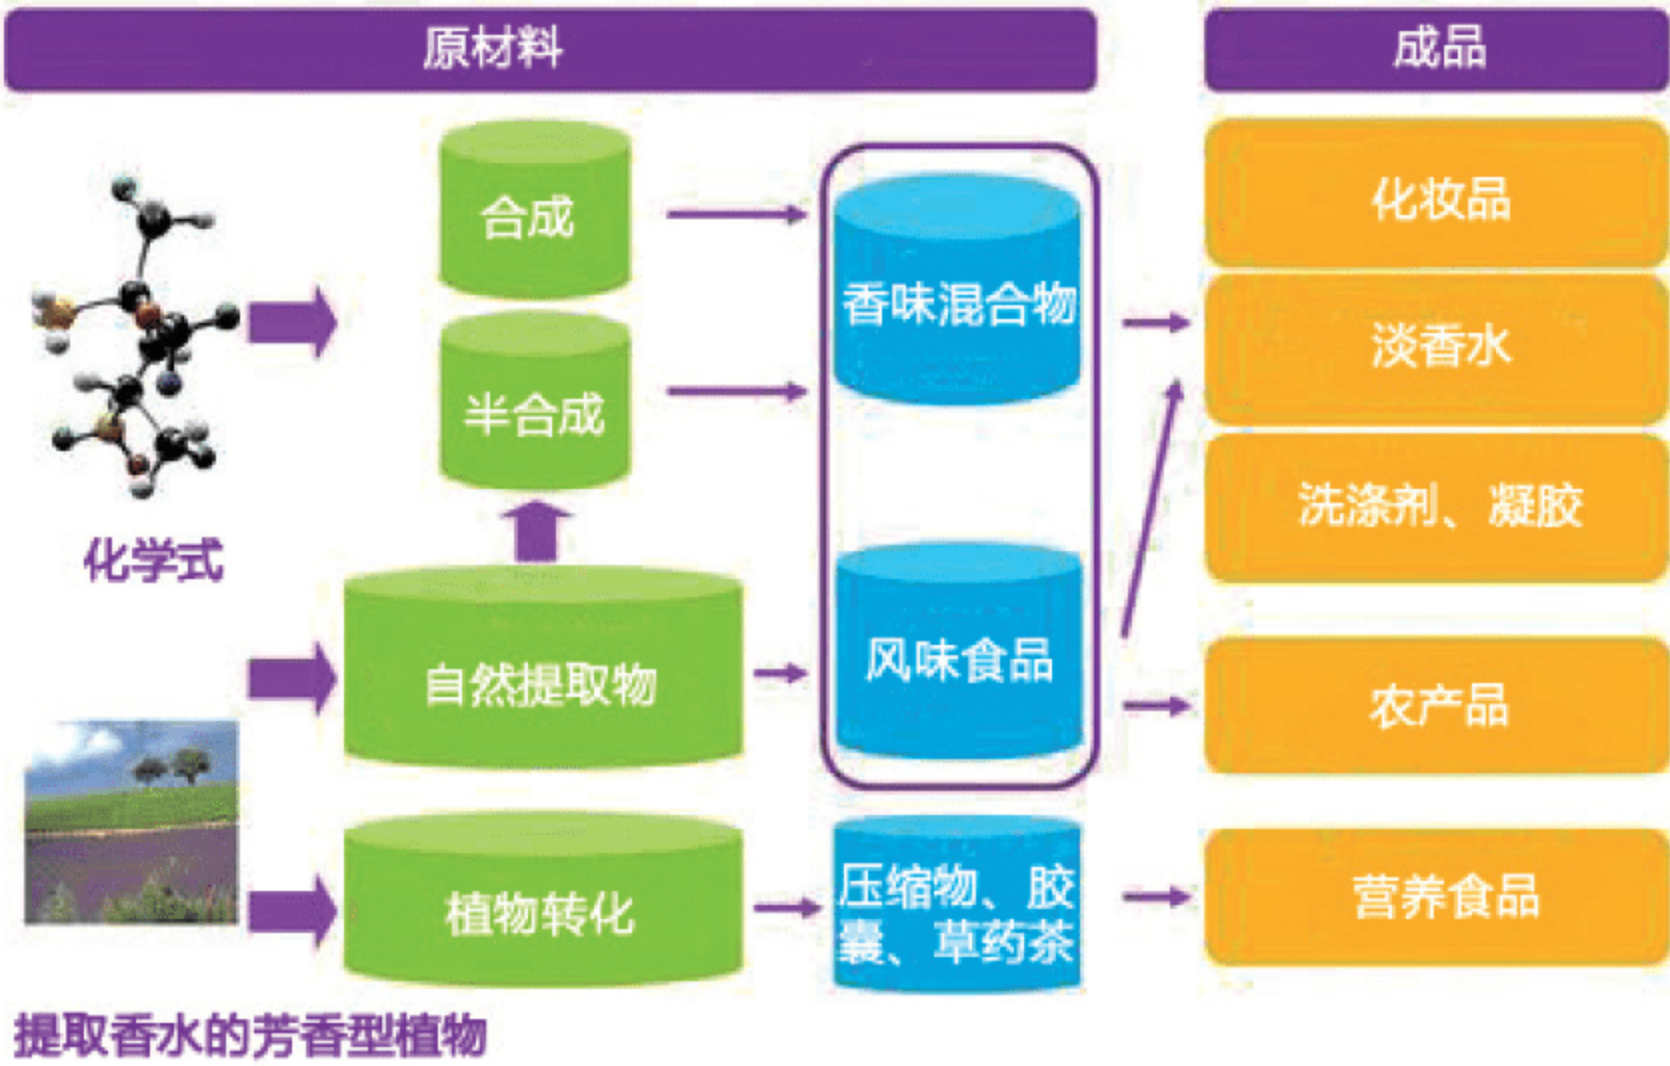 原材料
成品
合成
半合成
化学式
自然提取物
植物转化
提取香水的芳香型植物
香味混合物
风味食品
压缩物、胶
囊、草药茶
化妆品
淡香水
洗涤剂、凝胶
农产品
营养食品